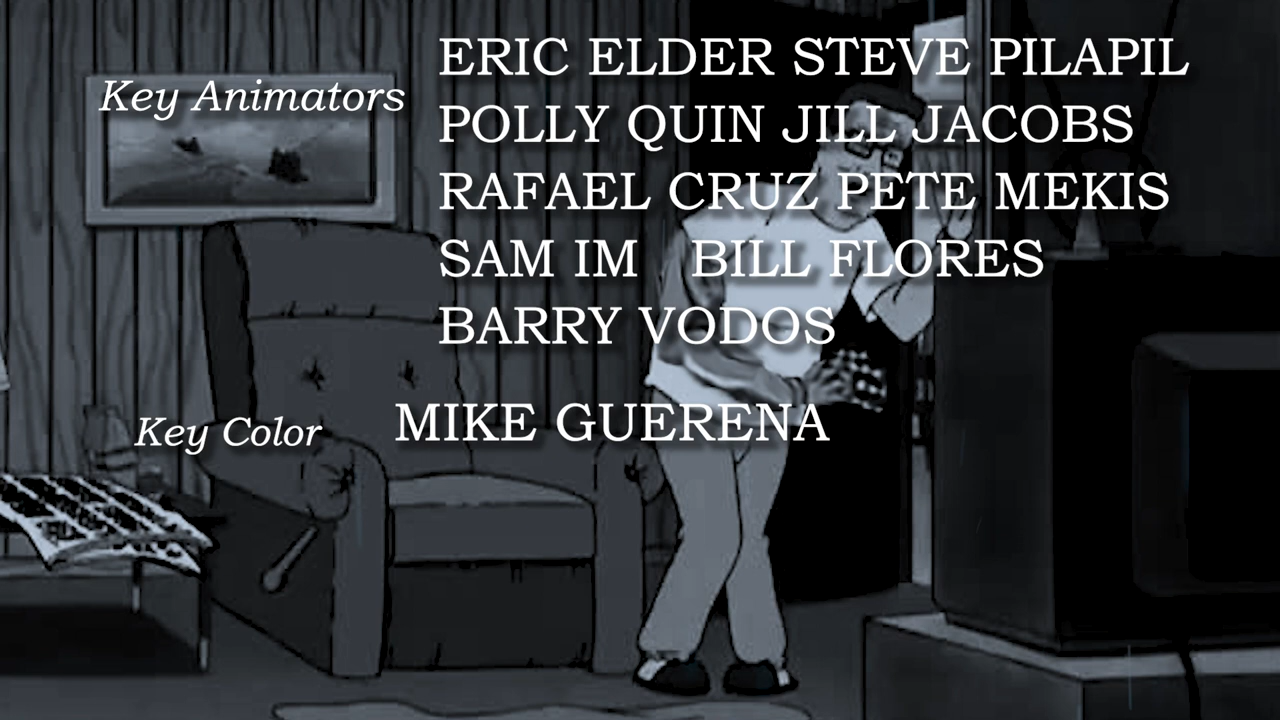 Key Animators
ERIC ELDER STEVE PILAPIL
POLLY QUIN JILL JACOBS
RAFAEL CRUZ PETE MEKIS
SAM IM BILL FLORES
BARRY VODOS
Key Color MIKE GUERENA